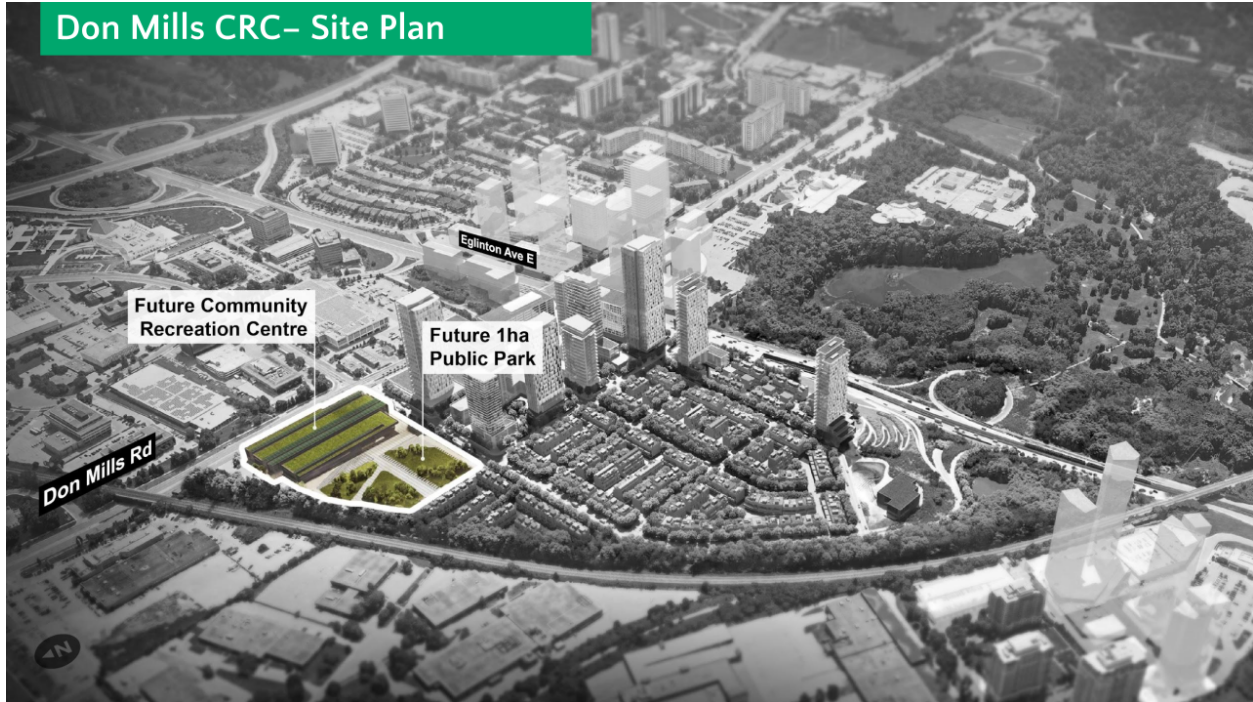 Don Mills CRC– Site Plan
Eglinton Ave E
Future Community
Recreation Centre
Future 1ha
Public Park
Don Mills Rd
N